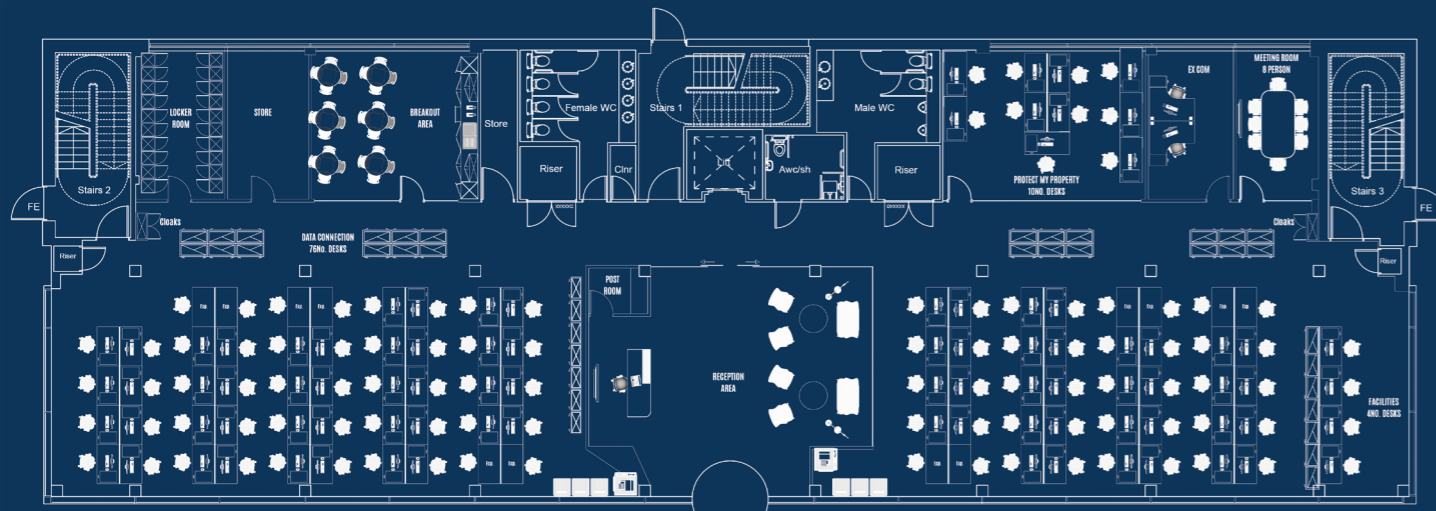 LOCKER
ROOM
STORE
BREAKOUT
AREA
Store
Female WC
Stairs 1
Male WC
EX COM
MEETING ROOM
8 PERSON
Riser
Clnr
Lift
Awc/sh
Riser
PROTECT MY PROPERTY
10NO. DESKS
Stairs 2
Stairs 3
FE
FE
Cloaks
Cloaks
DATA CONNECTION
76NO. DESKS
Riser
Riser
POST
ROOM
RECEPTION
AREA
FACILITIES
4NO. DESKS